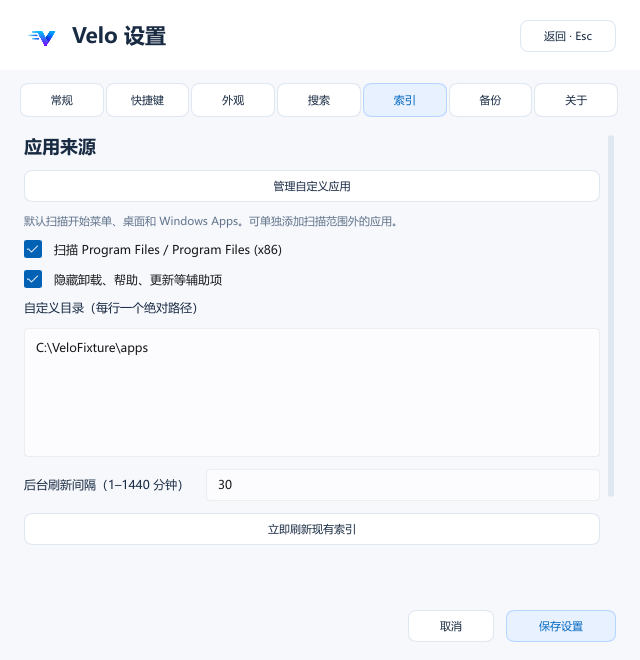 Velo 设置
返回 · Esc
常规
快捷键
外观
搜索
索引
备份
关于
应用来源
管理自定义应用
默认扫描开始菜单、桌面和 Windows Apps。可单独添加扫描范围外的应用。
扫描 Program Files / Program Files (x86)
隐藏卸载、帮助、更新等辅助项
自定义目录（每行一个绝对路径）
C:\VeloFixture\apps
后台刷新间隔（1–1440 分钟）
30
立即刷新现有索引
取消
保存设置